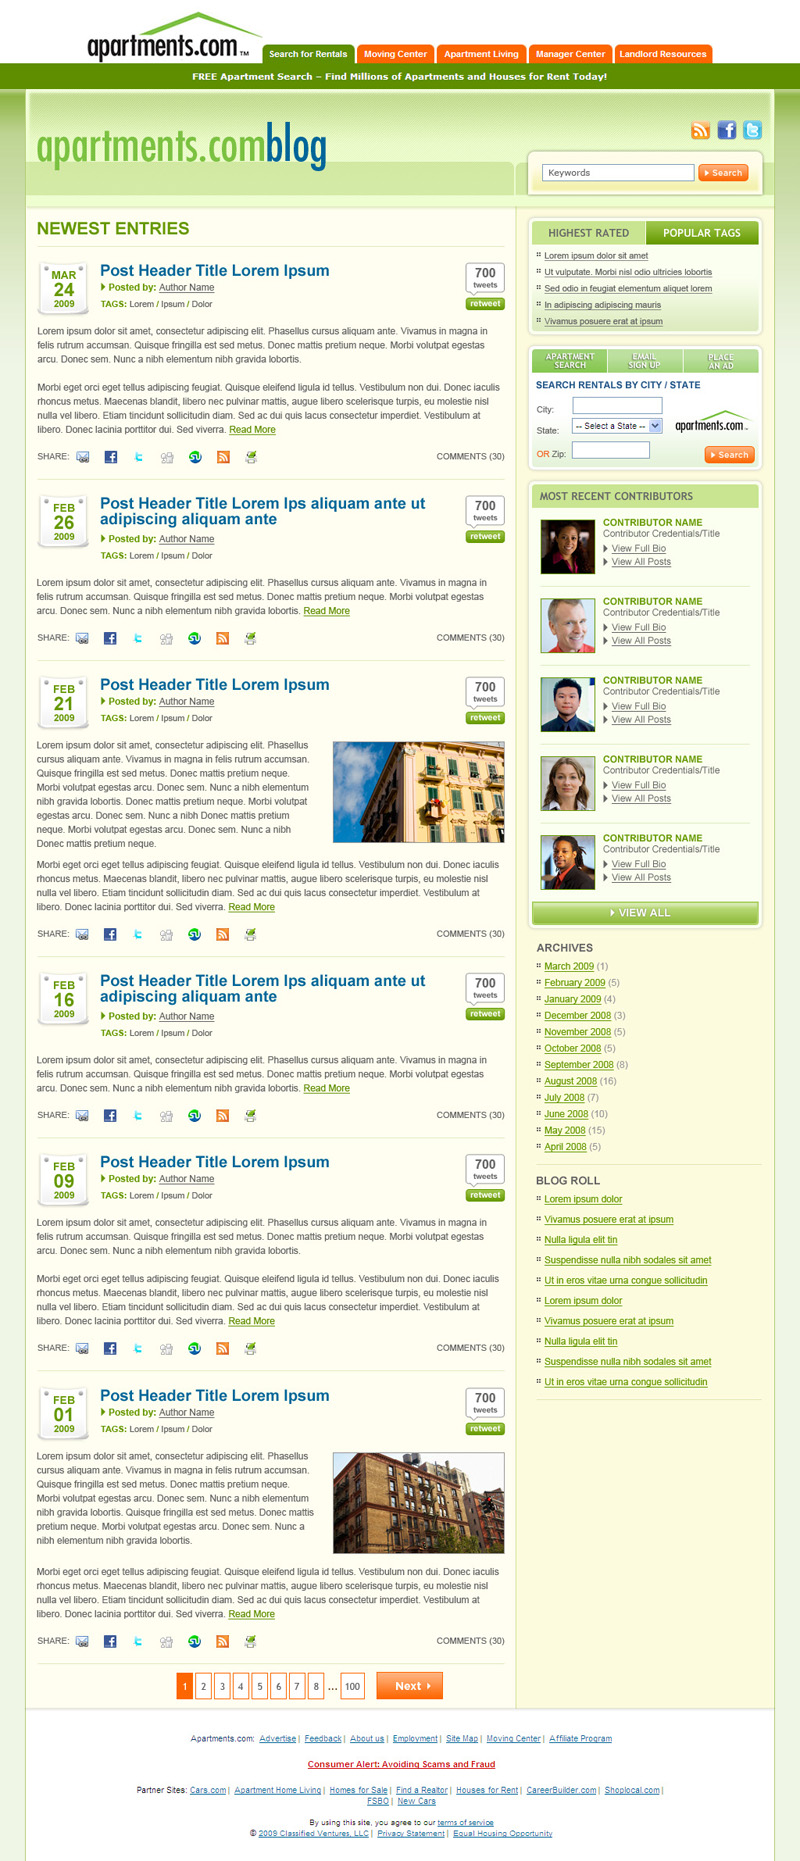 apartments.com™
Search for Rentals
Moving Center
Apartment Living
Manager Center
Landlord Resources
FREE Apartment Search – Find Millions of Apartments and Houses for Rent Today!
apartments.comblog
Keywords
Search
NEWEST ENTRIES
MAR
24
2009
Post Header Title Lorem Ipsum
Posted by: Author Name
TAGS: Lorem / Ipsum / Dolor
700
tweets
retweet
Lorem ipsum dolor sit amet, consectetur adipiscing elit. Phasellus cursus aliquam ante. Vivamus in magna in
felis rutrum accumsan. Quisque fringilla est sed metus. Donec mattis pretium neque. Morbi volutpat egestas
arcu. Donec sem. Nunc a nibh elementum nibh gravida lobortis.
Morbi eget orci eget tellus adipiscing feugiat. Quisque eleifend ligula id tellus. Vestibulum non dui. Donec iaculis
rhoncus metus. Maecenas blandit, libero nec pulvinar mattis, augue libero scelerisque turpis, eu eleifend nisl
nulla vel libero. Etiam tincidunt sollicitudin diam. Sed ac dui quis lacus consectetur imperdiet. Vestibulum at
libero. Donec lacinia porttitor dui. Sed viverra. Read More
SHARE:
COMMENTS (30)
FEB
26
2009
Post Header Title Lorem Ips aliquam ante ut
adipiscing aliquam ante
Posted by: Author Name
TAGS: Lorem / Ipsum / Dolor
700
tweets
retweet
Lorem ipsum dolor sit amet, consectetur adipiscing elit. Phasellus cursus aliquam ante. Vivamus in magna in
felis rutrum accumsan. Quisque fringilla est sed metus. Donec mattis pretium neque. Morbi volutpat egestas
arcu. Donec sem. Nunc a nibh elementum nibh gravida lobortis. Read More
SHARE:
COMMENTS (30)
FEB
21
2009
Post Header Title Lorem Ipsum
Posted by: Author Name
TAGS: Lorem / Ipsum / Dolor
700
tweets
retweet
Lorem ipsum dolor sit amet, consectetur adipiscing elit. Phasellus
cursus aliquam ante. Vivamus in magna in felis rutrum accumsan.
Quisque fringilla est sed metus. Donec mattis pretium neque.
Morbi volutpat egestas arcu. Donec sem. Nunc a nibh elementum
nibh gravida lobortis. Donec mattis pretium neque. Morbi volutpat
egestas arcu. Donec sem. Nunc a nibh Donec mattis pretium
neque. Morbi volutpat egestas arcu. Donec sem. Nunc a nibh
Donec mattis pretium neque.
Morbi eget orci eget tellus adipiscing feugiat. Quisque eleifend ligula id tellus. Vestibulum non dui. Donec iaculis
rhoncus metus. Maecenas blandit, libero nec pulvinar mattis, augue libero scelerisque turpis, eu eleifend nisl
nulla vel libero. Etiam tincidunt sollicitudin diam. Sed ac dui quis lacus consectetur imperdiet. Vestibulum at
libero. Donec lacinia porttitor dui. Sed viverra. Read More
SHARE:
COMMENTS (30)
FEB
16
2009
Post Header Title Lorem Ips aliquam ante ut
adipiscing aliquam ante
Posted by: Author Name
TAGS: Lorem / Ipsum / Dolor
700
tweets
retweet
Lorem ipsum dolor sit amet, consectetur adipiscing elit. Phasellus cursus aliquam ante. Vivamus in magna in
felis rutrum accumsan. Quisque fringilla est sed metus. Donec mattis pretium neque. Morbi volutpat egestas
arcu. Donec sem. Nunc a nibh elementum nibh gravida lobortis. Read More
SHARE:
COMMENTS (30)
FEB
09
2009
Post Header Title Lorem Ipsum
Posted by: Author Name
TAGS: Lorem / Ipsum / Dolor
700
tweets
retweet
Lorem ipsum dolor sit amet, consectetur adipiscing elit. Phasellus cursus aliquam ante. Vivamus in magna in
felis rutrum accumsan. Quisque fringilla est sed metus. Donec mattis pretium neque. Morbi volutpat egestas
arcu. Donec sem. Nunc a nibh elementum nibh gravida lobortis.
Morbi eget orci eget tellus adipiscing feugiat. Quisque eleifend ligula id tellus. Vestibulum non dui. Donec iaculis
rhoncus metus. Maecenas blandit, libero nec pulvinar mattis, augue libero scelerisque turpis, eu eleifend nisl
nulla vel libero. Etiam tincidunt sollicitudin diam. Sed ac dui quis lacus consectetur imperdiet. Vestibulum at
libero. Donec lacinia porttitor dui. Sed viverra. Read More
SHARE:
COMMENTS (30)
FEB
01
2009
Post Header Title Lorem Ipsum
Posted by: Author Name
TAGS: Lorem / Ipsum / Dolor
700
tweets
retweet
Lorem ipsum dolor sit amet, consectetur adipiscing elit. Phasellus
cursus aliquam ante. Vivamus in magna in felis rutrum accumsan.
Quisque fringilla est sed metus. Donec mattis pretium neque.
Morbi volutpat egestas arcu. Donec sem. Nunc a nibh elementum
nibh gravida lobortis. Quisque fringilla est sed metus. Donec mattis
pretium neque. Morbi volutpat egestas arcu. Donec sem. Nunc a
nibh elementum nibh gravida lobortis.
Morbi eget orci eget tellus adipiscing feugiat. Quisque eleifend ligula id tellus. Vestibulum non dui. Donec iaculis
rhoncus metus. Maecenas blandit, libero nec pulvinar mattis, augue libero scelerisque turpis, eu eleifend nisl
nulla vel libero. Etiam tincidunt sollicitudin diam. Sed ac dui quis lacus consectetur imperdiet. Vestibulum at
libero. Donec lacinia porttitor dui. Sed viverra. Read More
SHARE:
COMMENTS (30)
1 2 3 4 5 6 7 8 ... 100 Next
HIGHEST RATED
POPULAR TAGS
Lorem ipsum dolor sit amet
Ut vulputate. Morbi nisl odio ultricies lobortis
Sed odio in feugiat elementum aliquet lorem
In adipiscing adipiscing mauris
Vivamus posuere erat at ipsum
APARTMENT
SEARCH
EMAIL
SIGN UP
PLACE
AN AD
SEARCH RENTALS BY CITY / STATE
City:
State:
-- Select a State --
OR Zip:
apartments.com
Search
MOST RECENT CONTRIBUTORS
CONTRIBUTOR NAME
Contributor Credentials/Title
View Full Bio
View All Posts
CONTRIBUTOR NAME
Contributor Credentials/Title
View Full Bio
View All Posts
CONTRIBUTOR NAME
Contributor Credentials/Title
View Full Bio
View All Posts
CONTRIBUTOR NAME
Contributor Credentials/Title
View Full Bio
View All Posts
CONTRIBUTOR NAME
Contributor Credentials/Title
View Full Bio
View All Posts
VIEW ALL
ARCHIVES
March 2009 (1)
February 2009 (5)
January 2009 (4)
December 2008 (3)
November 2008 (5)
October 2008 (5)
September 2008 (8)
August 2008 (16)
July 2008 (7)
June 2008 (10)
May 2008 (15)
April 2008 (5)
BLOG ROLL
Lorem ipsum dolor
Vivamus posuere erat at ipsum
Nulla ligula elit tin
Suspendisse nulla nibh sodales sit amet
Ut in eros vitae urna congue sollicitudin
Lorem ipsum dolor
Vivamus posuere erat at ipsum
Nulla ligula elit tin
Suspendisse nulla nibh sodales sit amet
Ut in eros vitae urna congue sollicitudin
Apartments.com: Advertise | Feedback | About us | Employment | Site Map | Moving Center | Affiliate Program
Consumer Alert: Avoiding Scams and Fraud
Partner Sites: Cars.com | Apartment Home Living | Homes for Sale | Find a Realtor | Houses for Rent | CareerBuilder.com | Shoplocal.com |
FSBO | New Cars
By using this site, you agree to our terms of service
© 2009 Classified Ventures, LLC | Privacy Statement | Equal Housing Opportunity